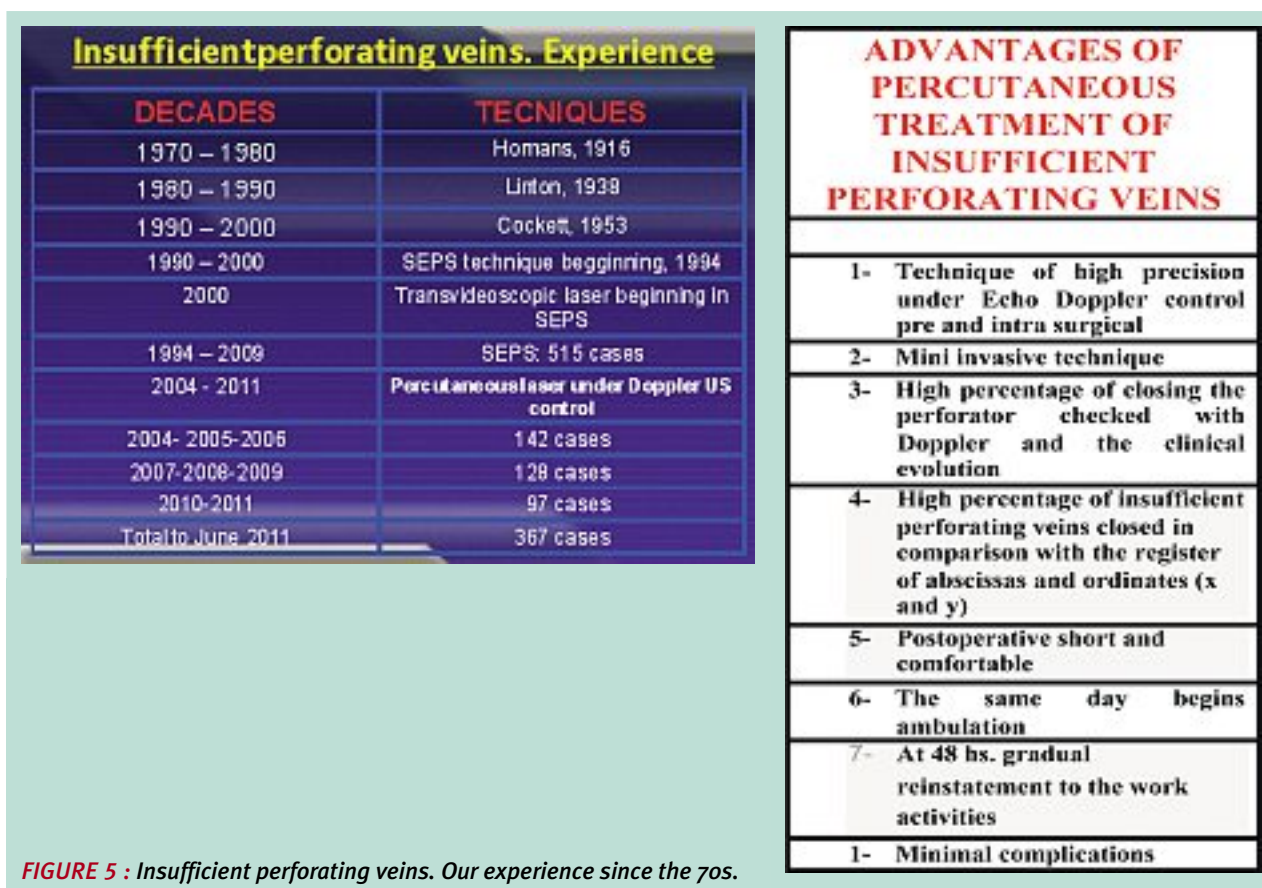 Insufficientperforating veins. Experience
DECADES TECNIQUES
1970 – 1980 Homans, 1916
1980 – 1990 Linton, 1938
1990 – 2000 Cockett, 1953
1990 – 2000 SEPS technique begginning, 1994
2000 Transvideoscopic laser beginning in
SEPS
1994 – 2009 SEPS: 515 cases
2004 - 2011 Percutaneouslaser under Doppler US
control
2004- 2005-2006 142 cases
2007-2008-2009 128 cases
2010-2011 97 cases
Totalto June 2011 367 cases
FIGURE 5 : Insufficient perforating veins. Our experience since the 70s.
ADVANTAGES OF
PERCUTANEOUS
TREATMENT OF
INSUFFICIENT
PERFORATING VEINS
1- Technique of high precision
under Echo Doppler control
pre and intra surgical
2- Mini invasive technique
3- High percentage of closing the
perforator checked with
Doppler and the clinical
evolution
4- High percentage of insufficient
perforating veins closed in
comparison with the register
of abscissas and ordinates (x
and y)
5- Postoperative short and
comfortable
6- The same day begins
ambulation
7- At 48 hs. gradual
reinstatement to the work
activities
1- Minimal complications